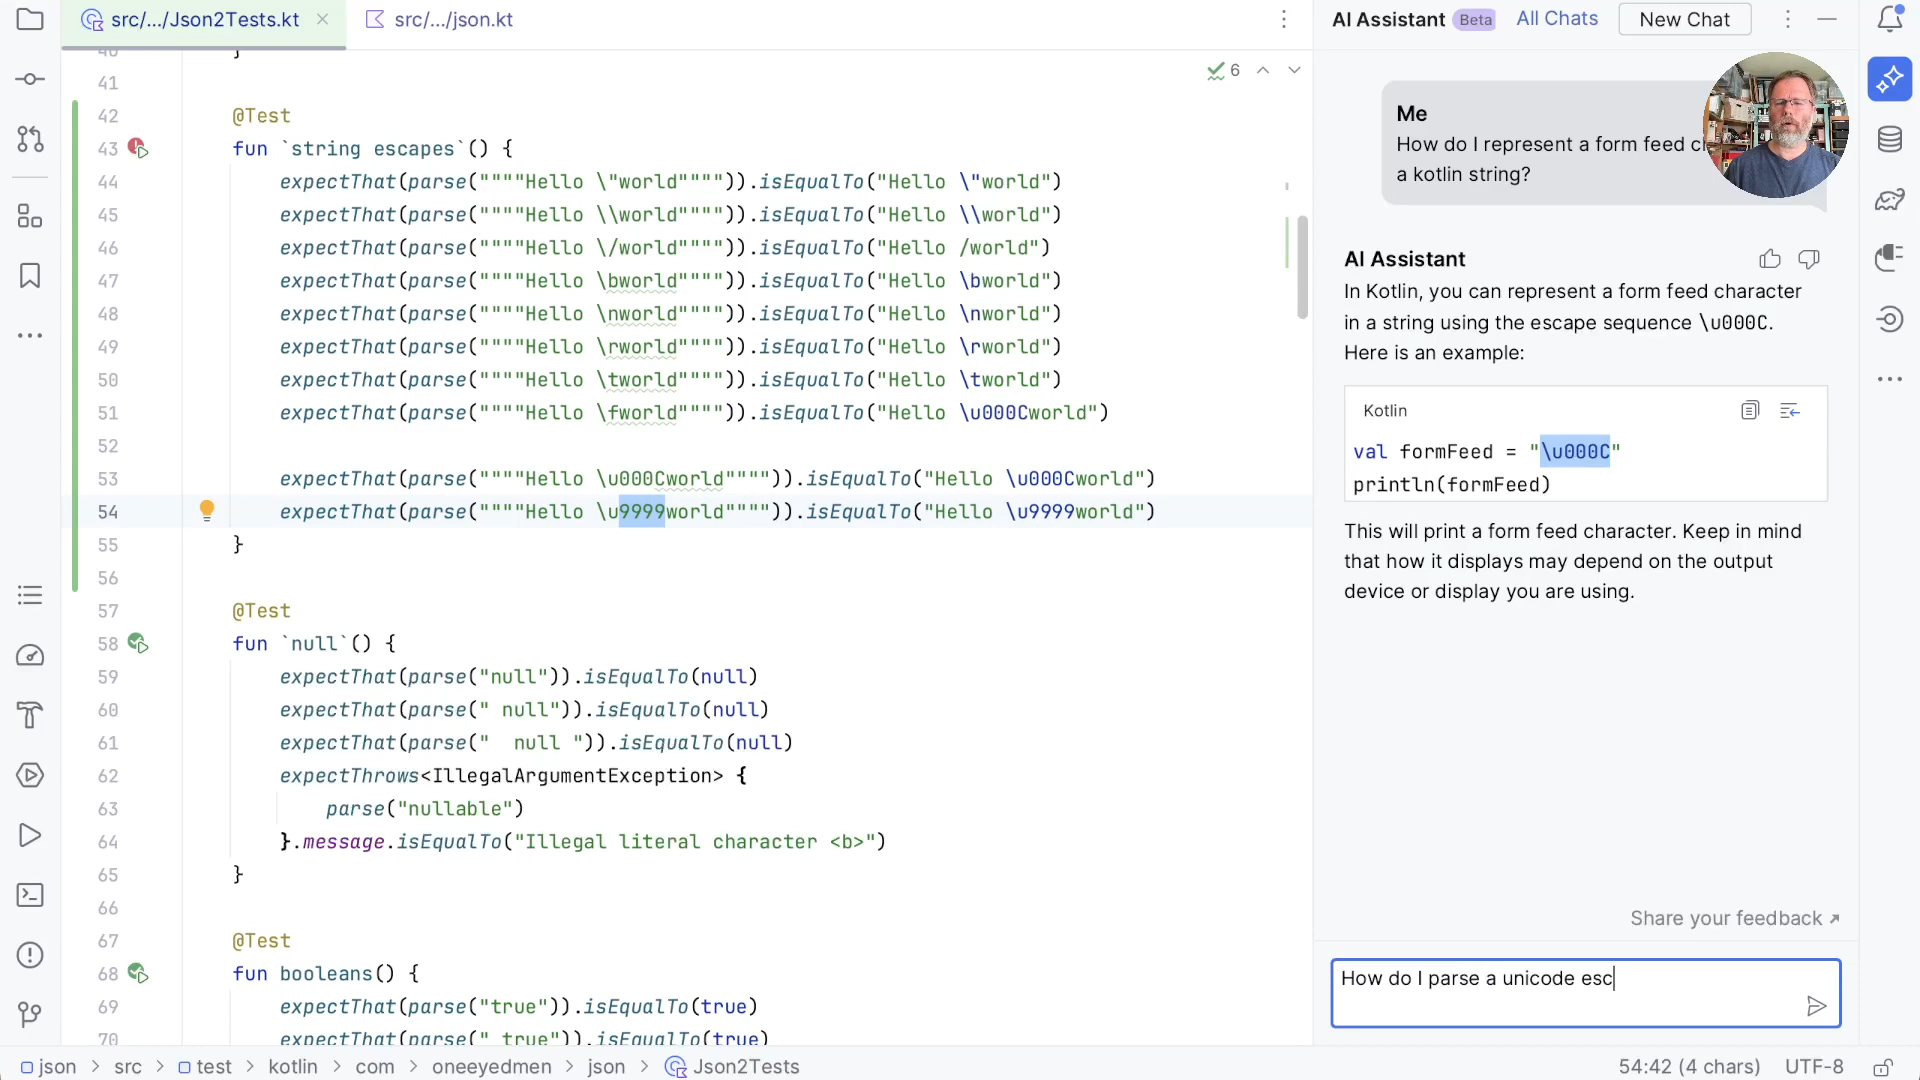 src/.../Json2Tests.kt
src/.../json.kt
AI Assistant Beta All Chats New Chat
6
41
42 @Test
43 fun `string escapes`() {
44 expectThat(parse(""""Hello \"world"""")).isEqualTo("Hello \"world")
45 expectThat(parse(""""Hello \\world"""")).isEqualTo("Hello \\world")
46 expectThat(parse(""""Hello \/world"""")).isEqualTo("Hello /world")
47 expectThat(parse(""""Hello \bworld"""")).isEqualTo("Hello \bworld")
48 expectThat(parse(""""Hello \nworld"""")).isEqualTo("Hello \nworld")
49 expectThat(parse(""""Hello \rworld"""")).isEqualTo("Hello \rworld")
50 expectThat(parse(""""Hello \tworld"""")).isEqualTo("Hello \tworld")
51 expectThat(parse(""""Hello \fworld"""")).isEqualTo("Hello \u000Cworld")
52
53 expectThat(parse(""""Hello \u000Cworld"""")).isEqualTo("Hello \u000Cworld")
54 expectThat(parse(""""Hello \u9999world"""")).isEqualTo("Hello \u9999world")
55 }
56
57 @Test
58 fun `null`() {
59 expectThat(parse("null")).isEqualTo(null)
60 expectThat(parse(" null")).isEqualTo(null)
61 expectThat(parse("  null ")).isEqualTo(null)
62 expectThrows<IllegalArgumentException> {
63 parse("nullable")
64 }.message.isEqualTo("Illegal literal character <b>")
65 }
66
67 @Test
68 fun booleans() {
69 expectThat(parse("true")).isEqualTo(true)
70 expectThat(parse(" true")).isEqualTo(true)
Me
How do I represent a form feed
a kotlin string?
AI Assistant
In Kotlin, you can represent a form feed character
in a string using the escape sequence \u000C.
Here is an example:
Kotlin
val formFeed = "\u000C"
println(formFeed)
This will print a form feed character. Keep in mind
that how it displays may depend on the output
device or display you are using.
Share your feedback
How do I parse a unicode esc
json > src > test > kotlin > com > oneeyedmen > json > Json2Tests
54:42 (4 chars) UTF-8